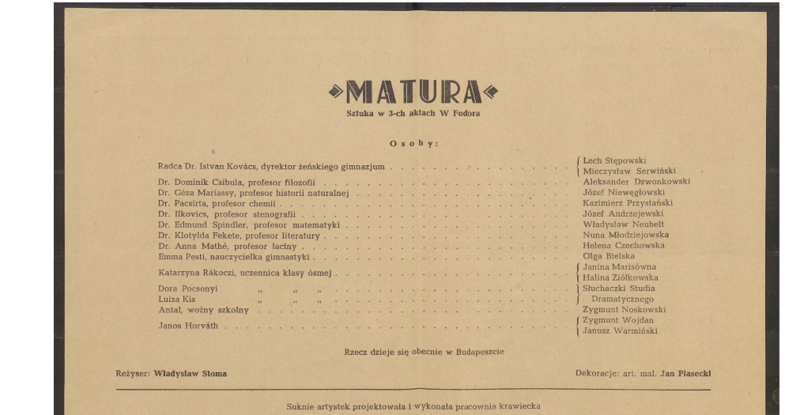 MATURA
Sztuka w 3-ch aktach W Fodora
Osoby:
Radca Dr. Istvan Kovács, dyrektor żeńskiego gimnazjum . . . . . . . . . . . . { Lech Stępowski
Mieczysław Serwiński
Dr. Dominik Csibula, profesor filozofii . . . . . . . . . . . . Aleksander Dzwonkowski
Dr. Géza Mariassy, profesor historii naturalnej . . . . . . . . . . . . Józef Niewęgłowski
Dr. Pacsirta, profesor chemii . . . . . . . . . . . . Kazimierz Przystański
Dr. Ilkovics, profesor stenografii . . . . . . . . . . . . Józef Andrzejewski
Dr. Edmund Spindler, profesor matematyki . . . . . . . . . . . . Władysław Neubelt
Dr. Klotylda Fekete, profesor literatury . . . . . . . . . . . . Nuna Młodziejowska
Dr. Anna Mathé, profesor łaciny . . . . . . . . . . . . Helena Czechowska
Emma Pesti, nauczycielka gimnastyki . . . . . . . . . . . . Olga Bielska
Katarzyna Rákoczi, uczennica klasy ósmej . . . . . . . . . . . . { Janina Marisówna
Halina Ziółkowska
Dora Pocsonyi „ „ „ . . . . . . . . . . . . } Słuchaczki Studia
Luiza Kis „ „ „ . . . . . . . . . . . . Dramatycznego
Antal, woźny szkolny . . . . . . . . . . . . Zygmunt Noskowski
Janos Horváth . . . . . . . . . . . . { Zygmunt Wojdan
Janusz Warmiński
Rzecz dzieje się obecnie w Budapeszcie
Reżyser: Władysław Stoma Dekoracje: art. mal. Jan Piasecki
Suknie artystek projektowała i wykonała pracownia krawiecka